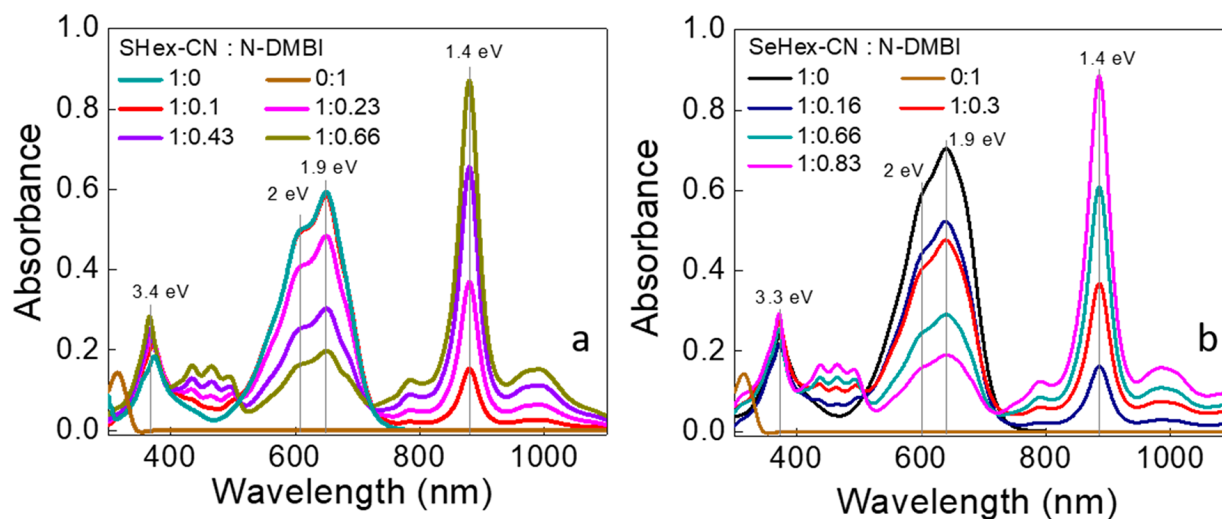 SHex-CN : N-DMBI
1:0 0:1
1:0.1 1:0.23
1:0.43 1:0.66
1.4 eV
1.9 eV
2 eV
3.4 eV
a
1.0
0.8
0.6
0.4
0.2
0.0
Absorbance
400 600 800 1000
Wavelength (nm)
SeHex-CN : N-DMBI
1:0 0:1
1:0.16 1:0.3
1:0.66
1:0.83
1.4 eV
1.9 eV
2 eV
3.3 eV
b
1.0
0.8
0.6
0.4
0.2
0.0
Absorbance
400 600 800 1000
Wavelength (nm)